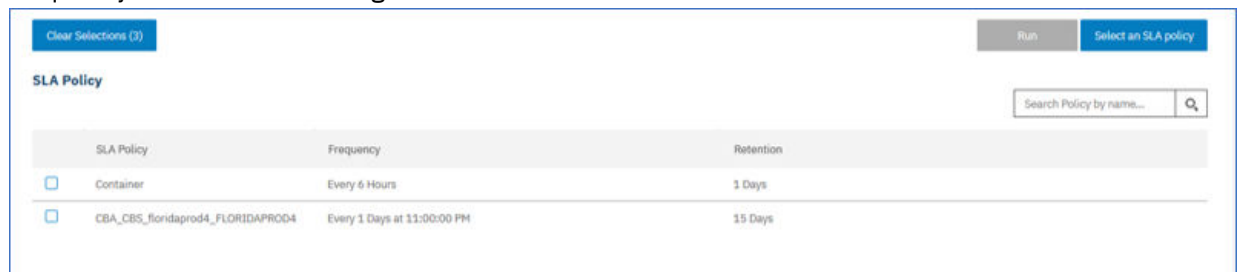 Clear Selections (3) Run Select an SLA policy
SLA Policy
Search Policy by name...
SLA Policy Frequency Retention
Container Every 6 Hours 1 Days
CBA_CBS_floridaprod4_FLORIDAPROD4 Every 1 Days at 11:00:00 PM 15 Days